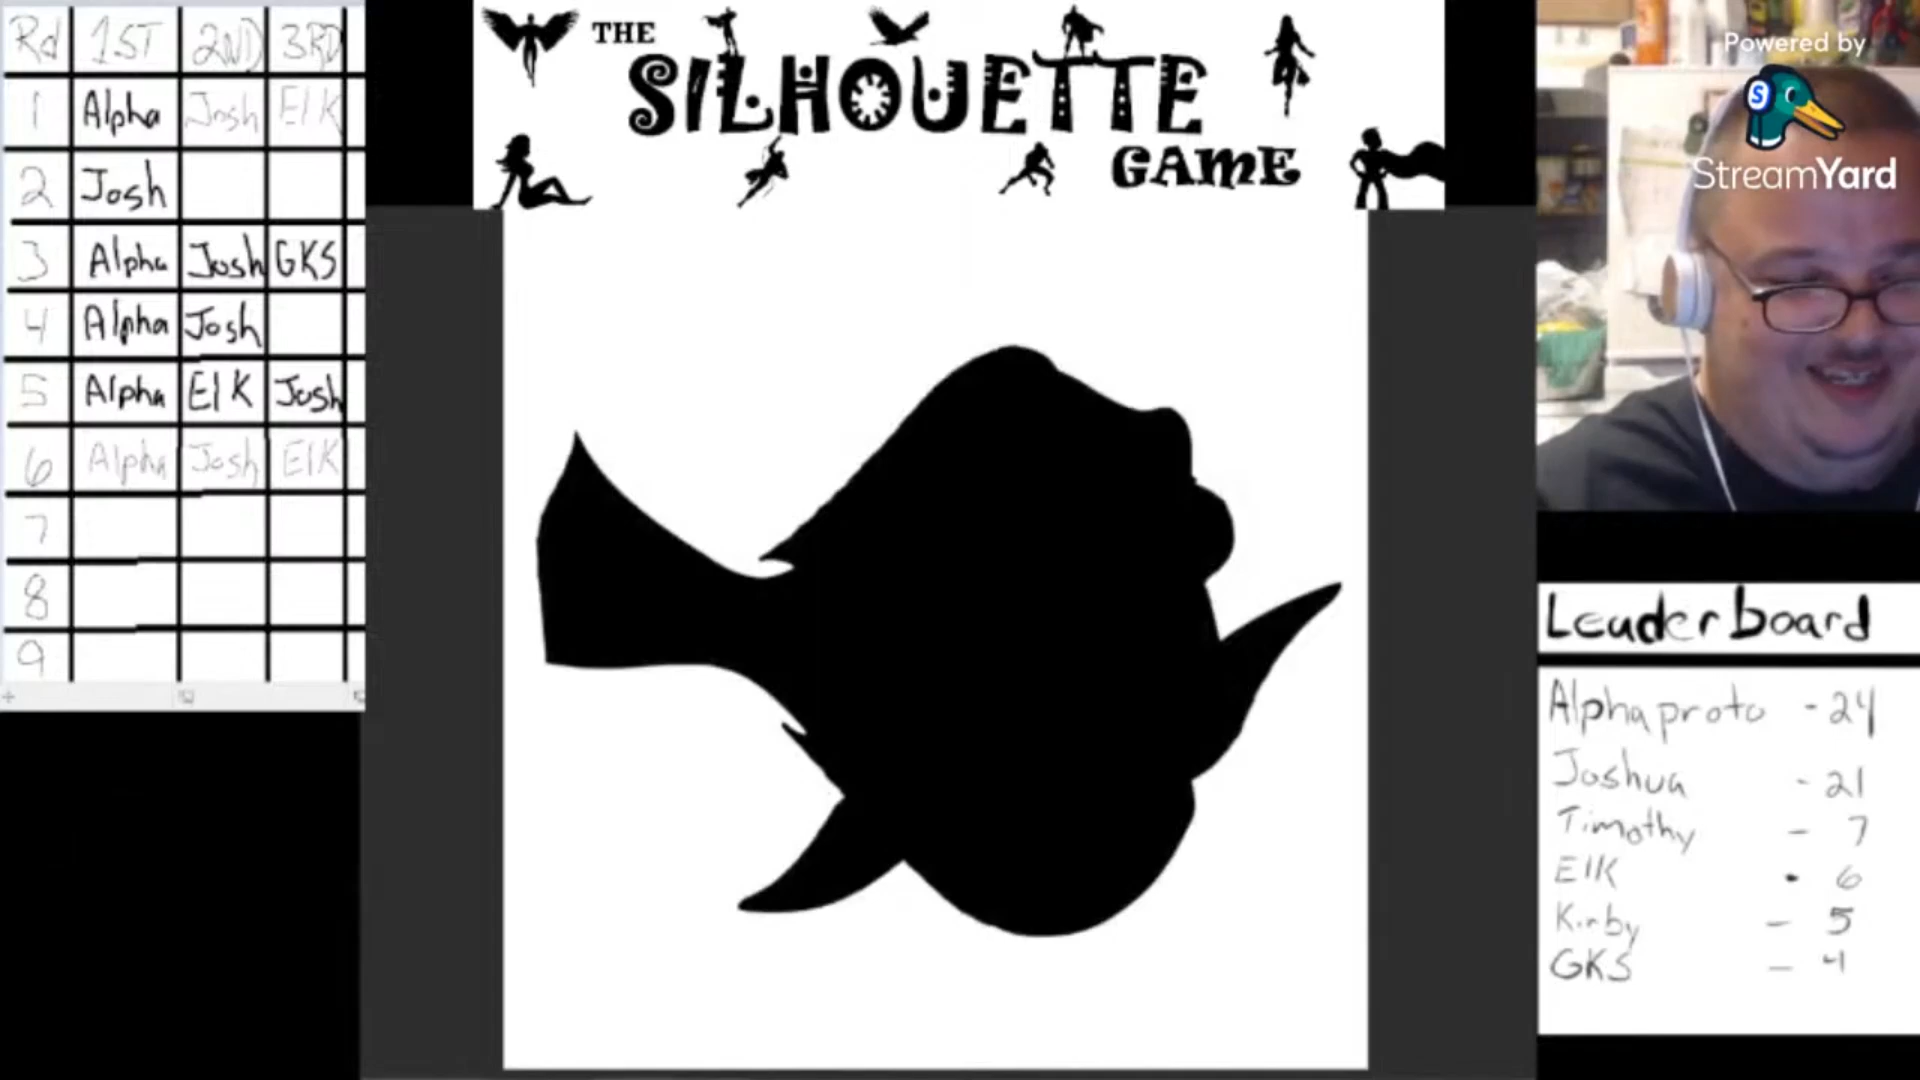 Rd 1ST 2ND 3RD
1 Alpha Josh Elk
2 Josh
3 Alpha Josh GKS
4 Alpha Josh
5 Alpha Elk Josh
6 Alpha Josh Elk
7
8
9
THE
SILHOUETTE
GAME
Powered by
S
StreamYard
Leaderboard
Alphaproto - 24
Joshua - 21
Timothy - 7
Elk - 6
Kirby - 5
GKS - 4